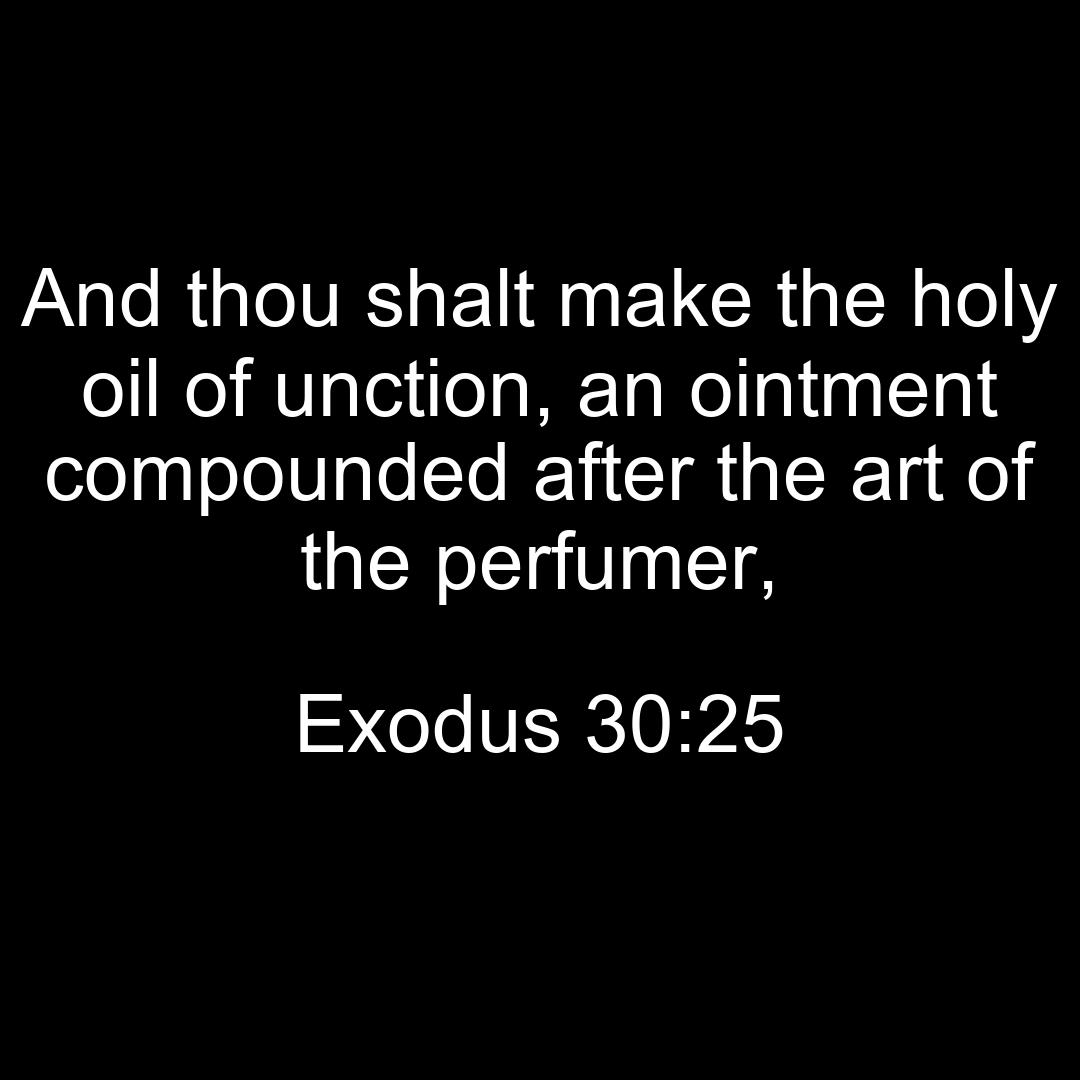 And thou shalt make the holy
oil of unction, an ointment
compounded after the art of
the perfumer,
Exodus 30:25